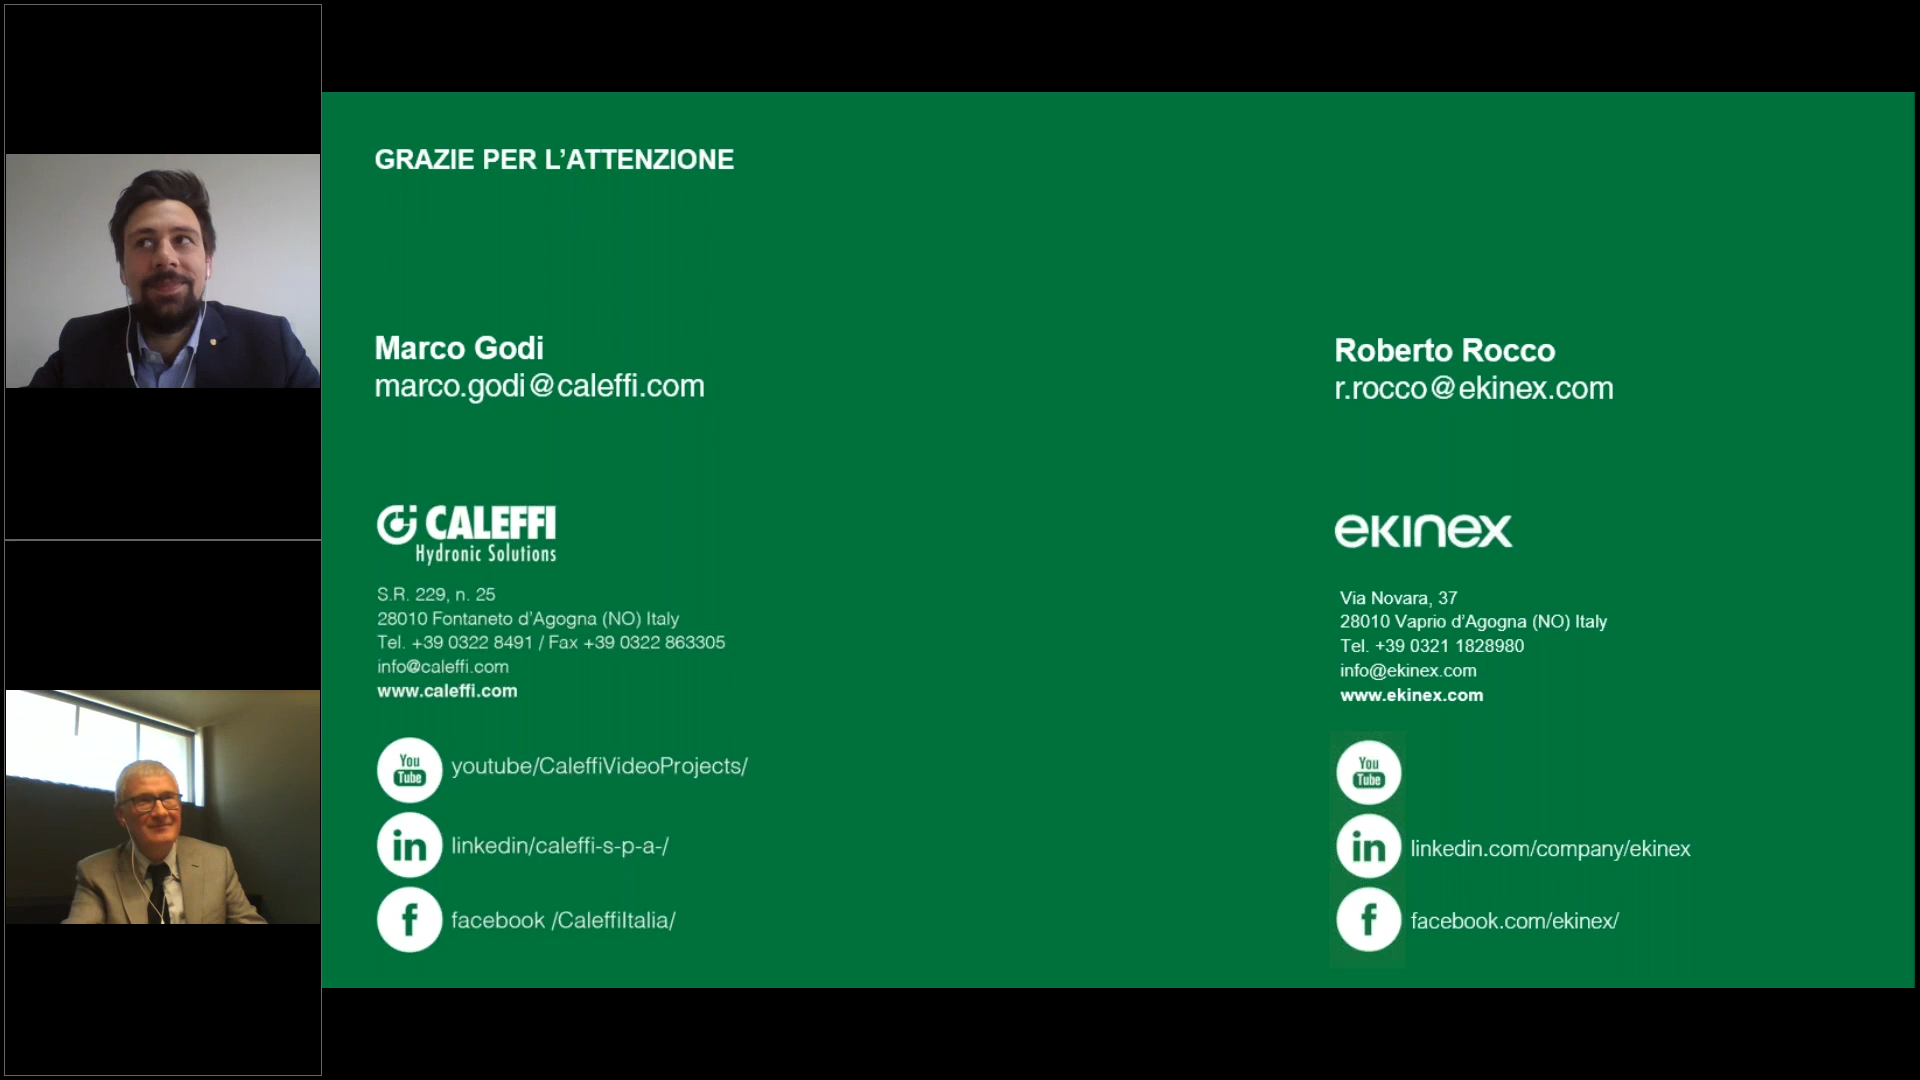 GRAZIE PER L’ATTENZIONE
Marco Godi
marco.godi@caleffi.com
CALEFFI
Hydronic Solutions
S.R. 229, n. 25
28010 Fontaneto d’Agogna (NO) Italy
Tel. +39 0322 8491 / Fax +39 0322 863305
info@caleffi.com
www.caleffi.com
You Tube
youtube/CaleffiVideoProjects/
in
linkedin/caleffi-s-p-a-/
f
facebook /CaleffiItalia/
Roberto Rocco
r.rocco@ekinex.com
ekinex
Via Novara, 37
28010 Vaprio d’Agogna (NO) Italy
Tel. +39 0321 1828980
info@ekinex.com
www.ekinex.com
You Tube
in
linkedin.com/company/ekinex
f
facebook.com/ekinex/